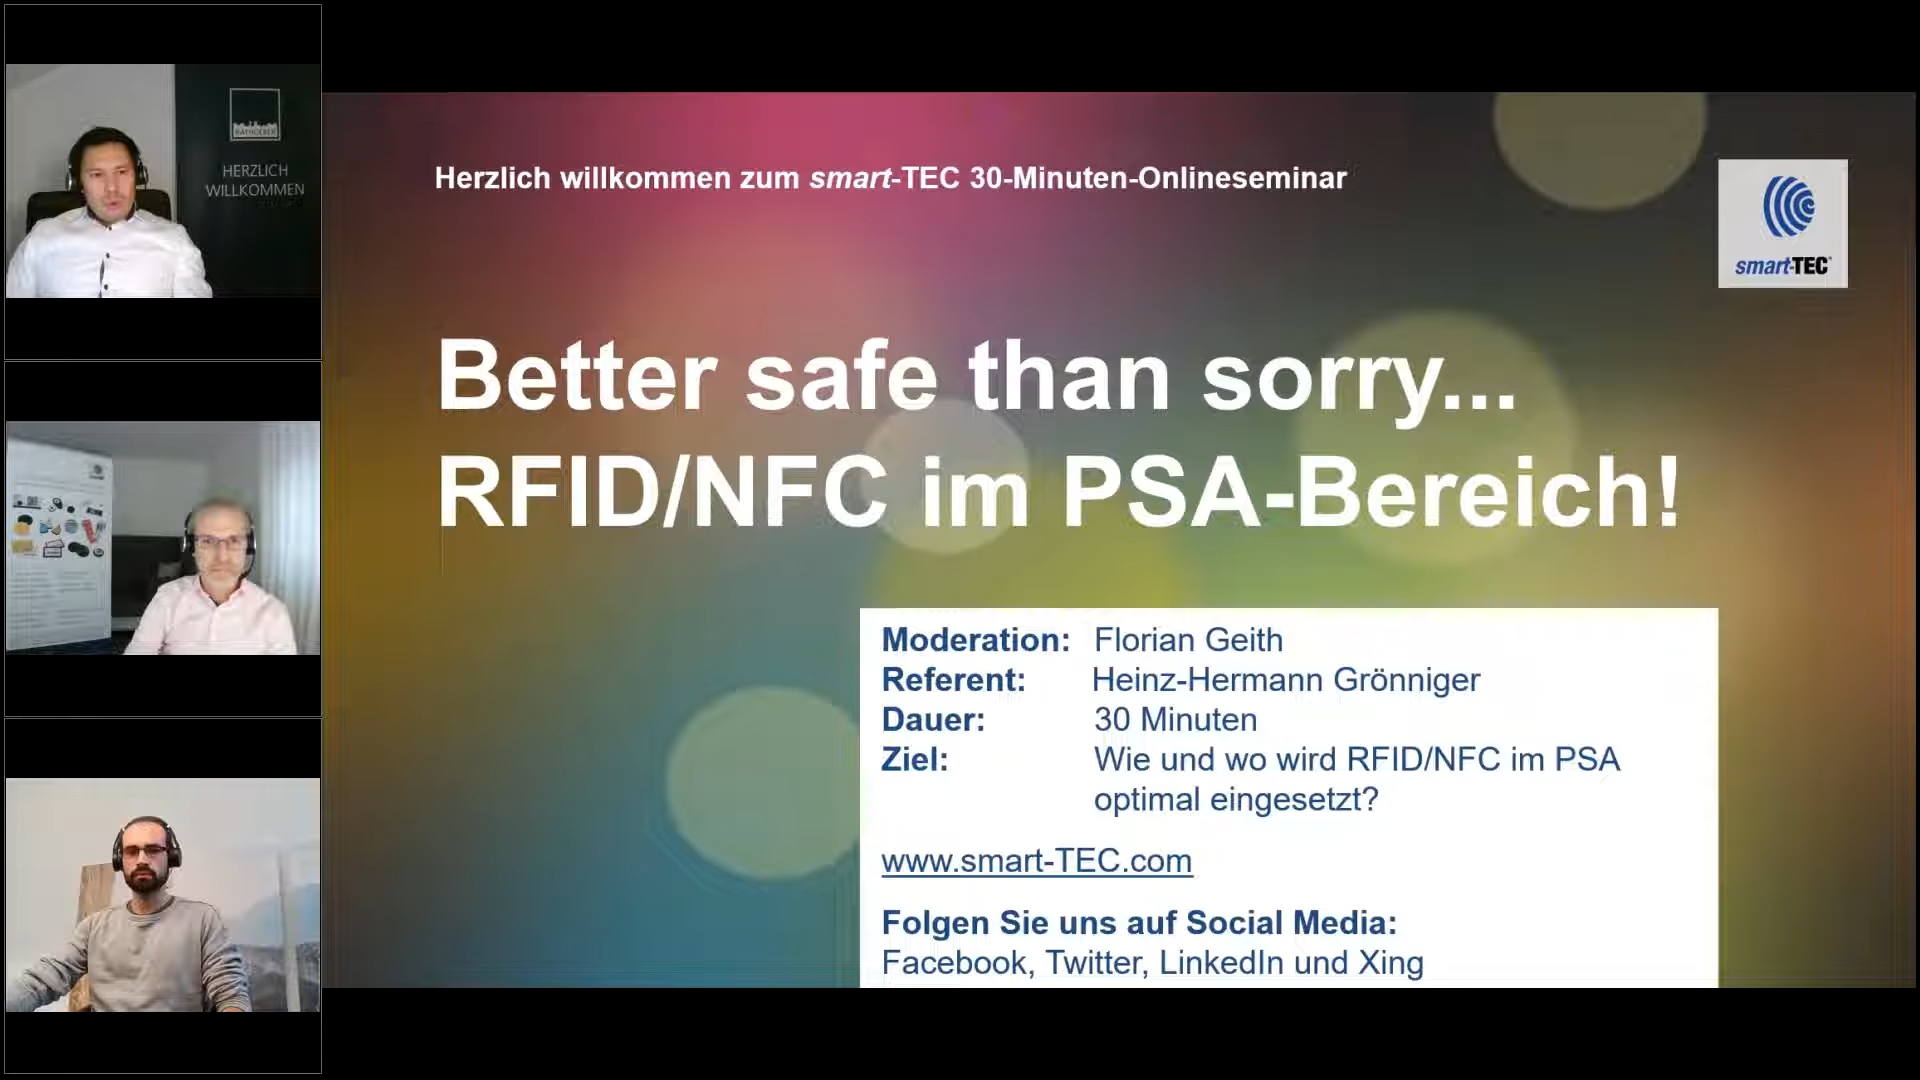 RATHGEBER
HERZLICH
WILLKOMMEN
Herzlich willkommen zum smart-TEC 30-Minuten-Onlineseminar
smart-TEC
Better safe than sorry...
RFID/NFC im PSA-Bereich!
Moderation: Florian Geith
Referent: Heinz-Hermann Grönniger
Dauer: 30 Minuten
Ziel: Wie und wo wird RFID/NFC im PSA
optimal eingesetzt?
www.smart-TEC.com
Folgen Sie uns auf Social Media:
Facebook, Twitter, LinkedIn und Xing